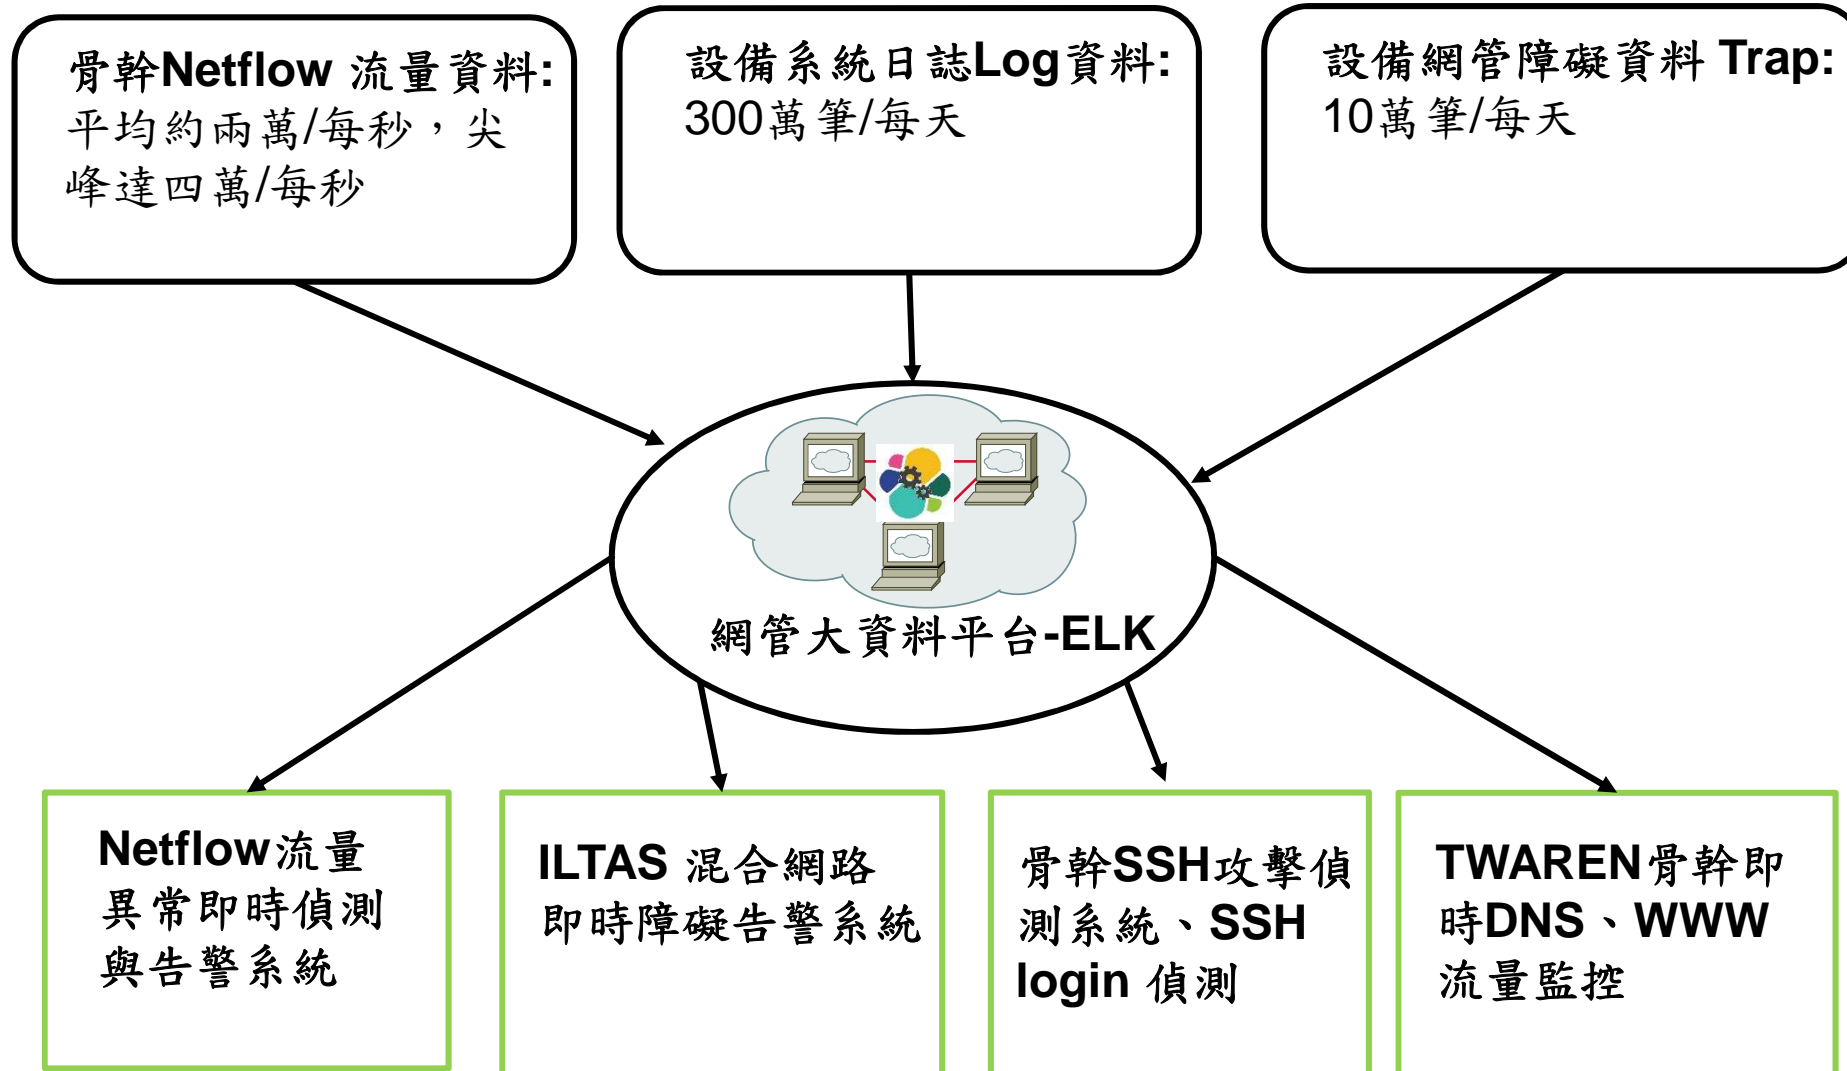 骨幹Netflow 流量資料:
平均約兩萬/每秒，尖
峰達四萬/每秒
設備系統日誌Log資料:
300萬筆/每天
設備網管障礙資料 Trap:
10萬筆/每天
網管大資料平台-ELK
Netflow流量
異常即時偵測
與告警系統
ILTAS 混合網路
即時障礙告警系統
骨幹SSH攻擊偵
測系統、SSH
login 偵測
TWAREN骨幹即
時DNS、WWW
流量監控